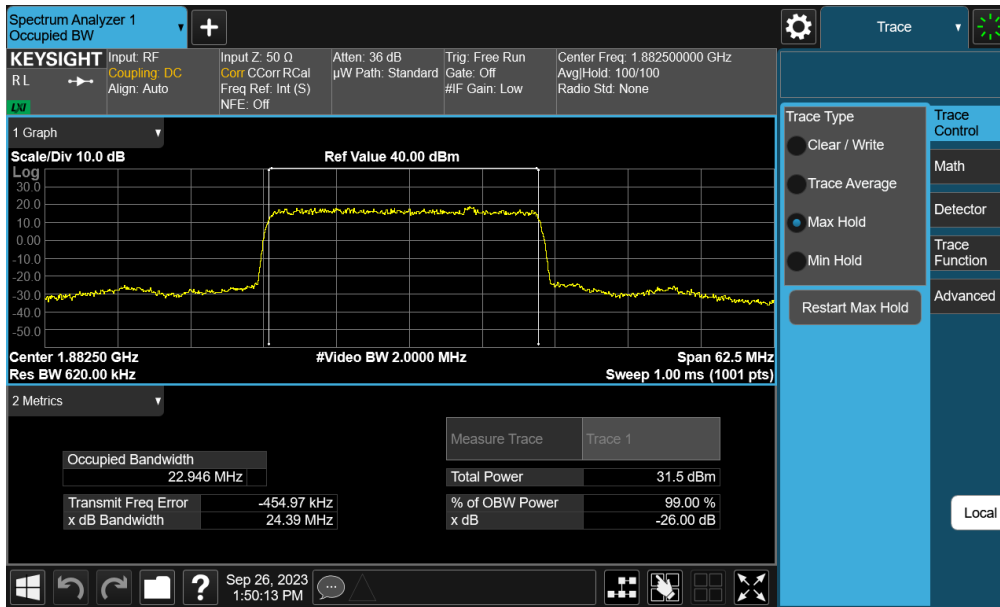 Spectrum Analyzer 1
Occupied BW
Trace
KEYSIGHT
R L
LXI
Input: RF
Coupling: DC
Align: Auto
Input Z: 50 Ω
Corr CCorr RCal
Freq Ref: Int (S)
NFE: Off
Atten: 36 dB
µW Path: Standard
Trig: Free Run
Gate: Off
#IF Gain: Low
Center Freq: 1.882500000 GHz
Avg|Hold: 100/100
Radio Std: None
1 Graph
Scale/Div 10.0 dB
Ref Value 40.00 dBm
Log
30.0
20.0
10.0
0.00
-10.0
-20.0
-30.0
-40.0
-50.0
Center 1.88250 GHz
#Video BW 2.0000 MHz
Span 62.5 MHz
Res BW 620.00 kHz
Sweep 1.00 ms (1001 pts)
2 Metrics
Measure Trace
Trace 1
Occupied Bandwidth
22.946 MHz
Total Power
31.5 dBm
Transmit Freq Error
-454.97 kHz
% of OBW Power
99.00 %
x dB Bandwidth
24.39 MHz
x dB
-26.00 dB
Trace Type
Clear / Write
Trace Average
Max Hold
Min Hold
Restart Max Hold
Trace
Control
Math
Detector
Trace
Function
Advanced
Local
?
Sep 26, 2023
1:50:13 PM